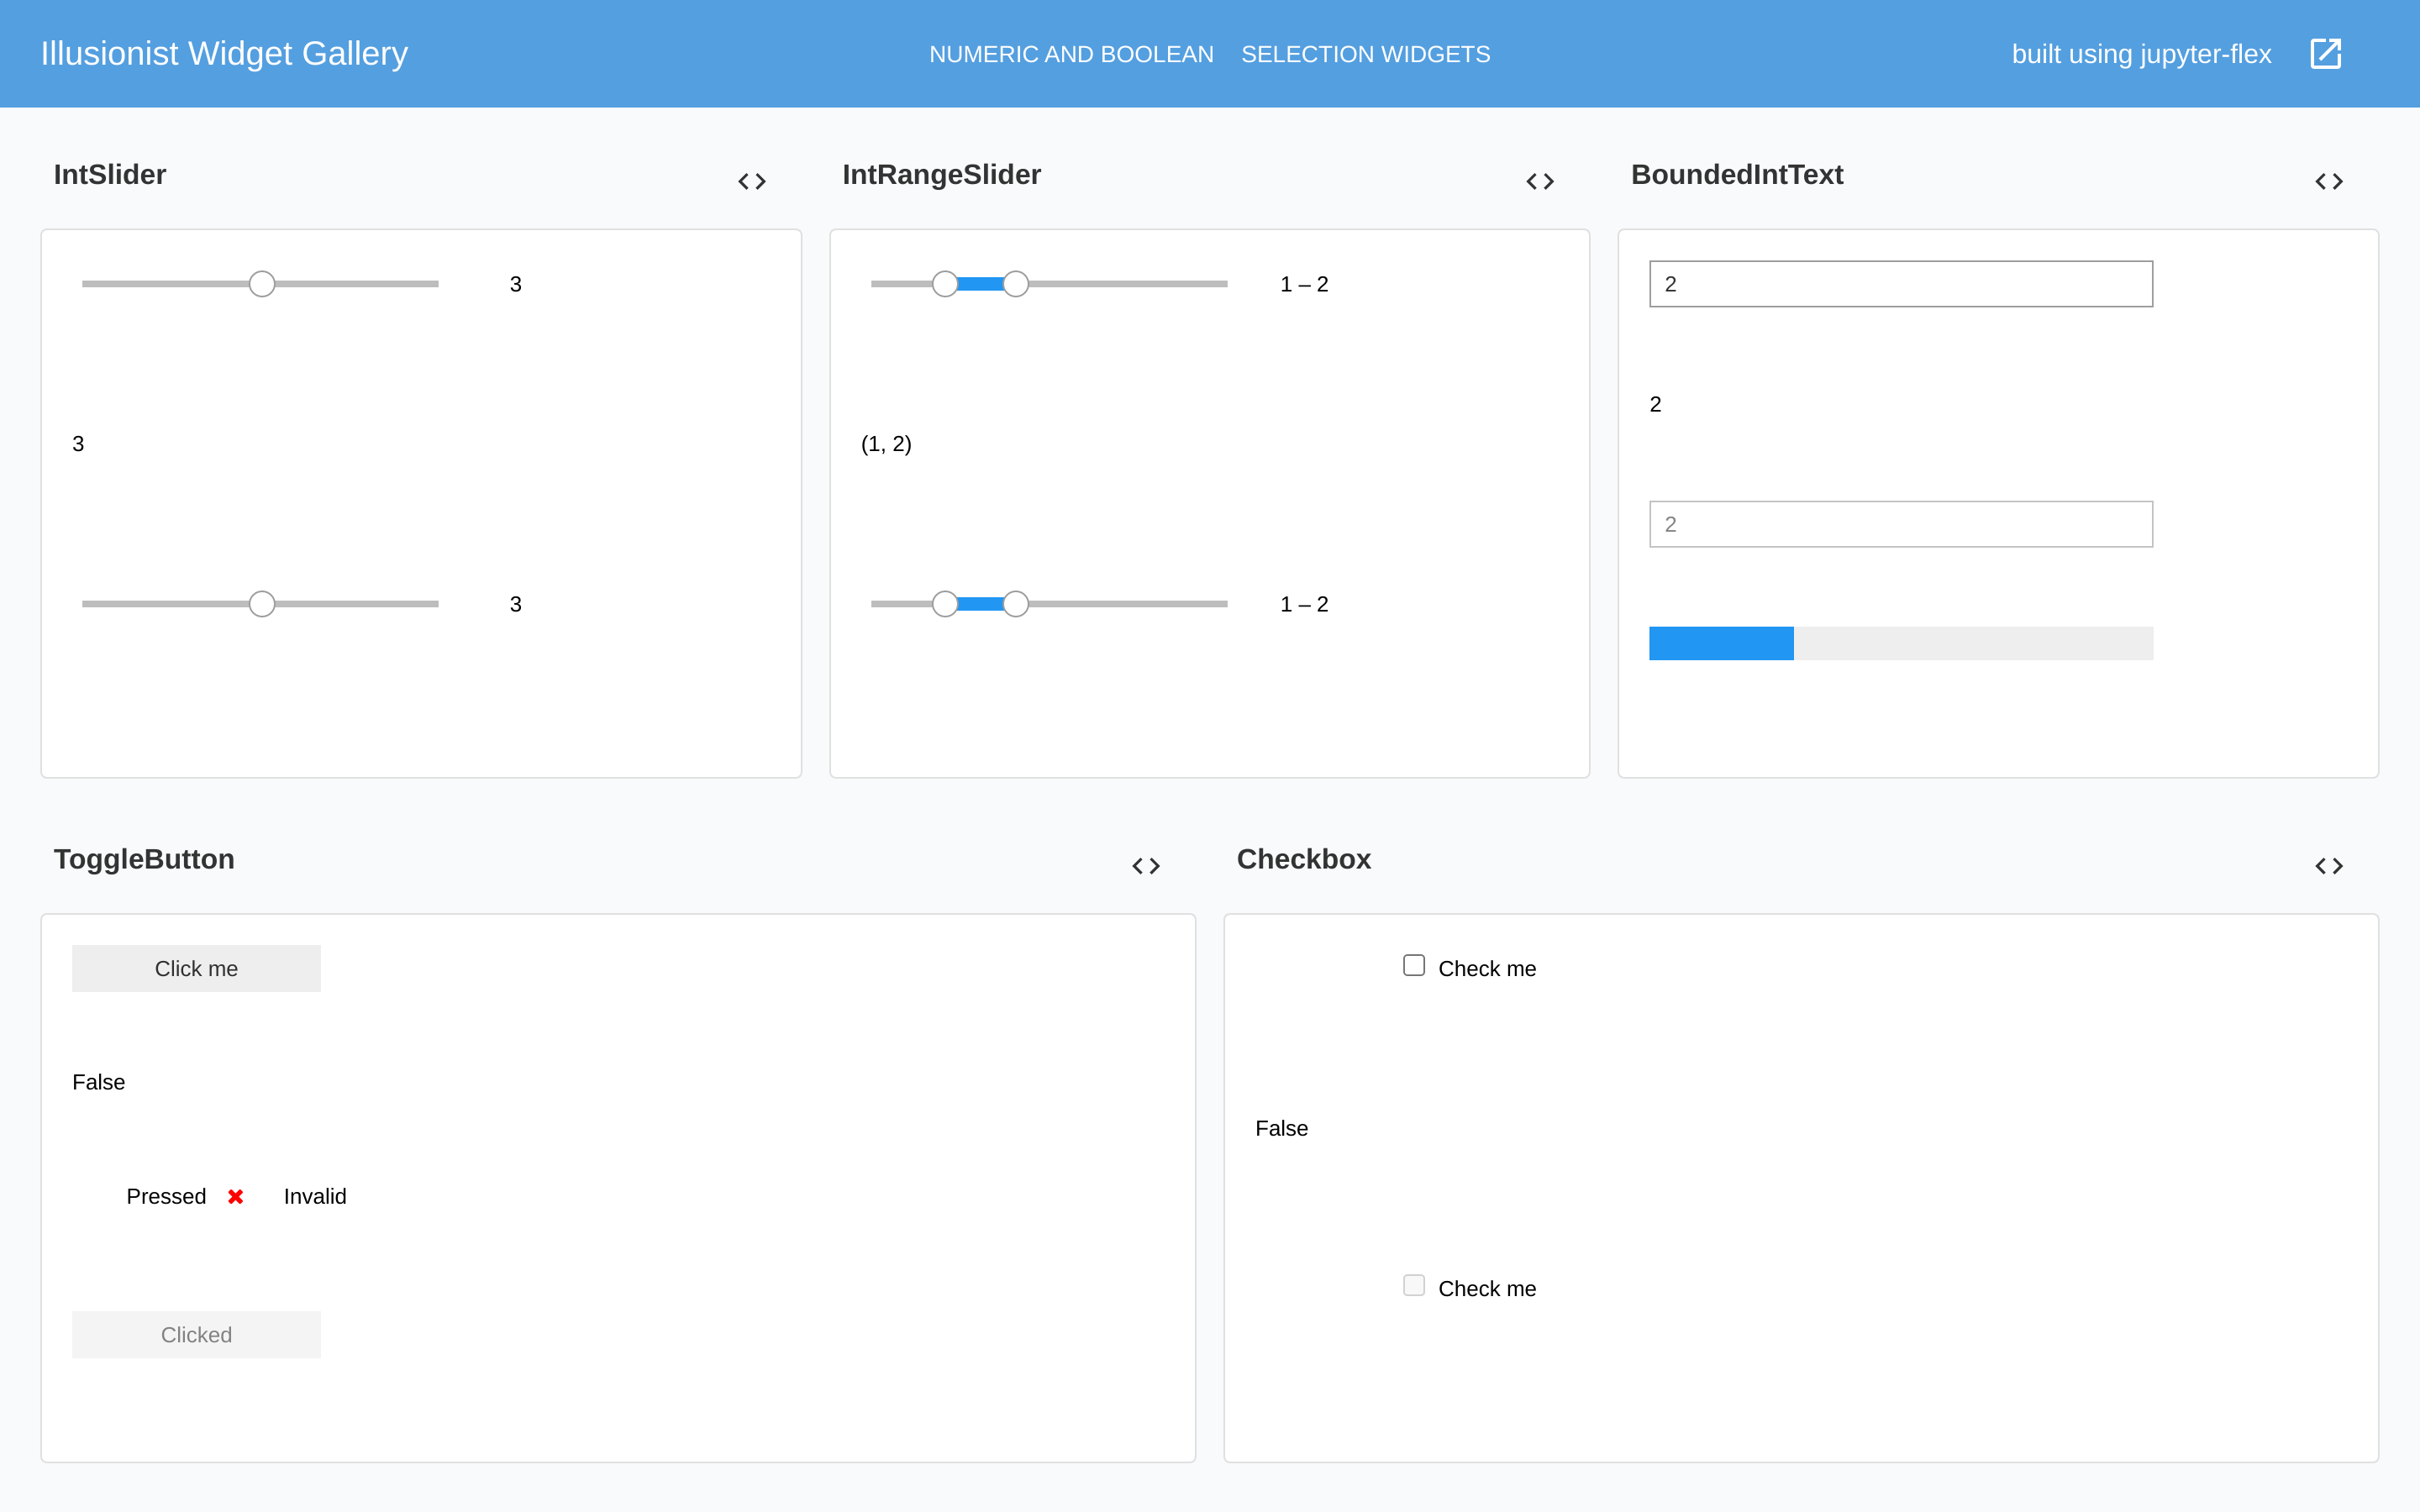 Illusionist Widget Gallery
NUMERIC AND BOOLEAN
SELECTION WIDGETS
built using jupyter-flex
IntSlider
3
3
3
IntRangeSlider
1 – 2
(1, 2)
1 – 2
BoundedIntText
2
2
2
ToggleButton
Click me
False
Pressed Invalid
Clicked
Checkbox
Check me
False
Check me